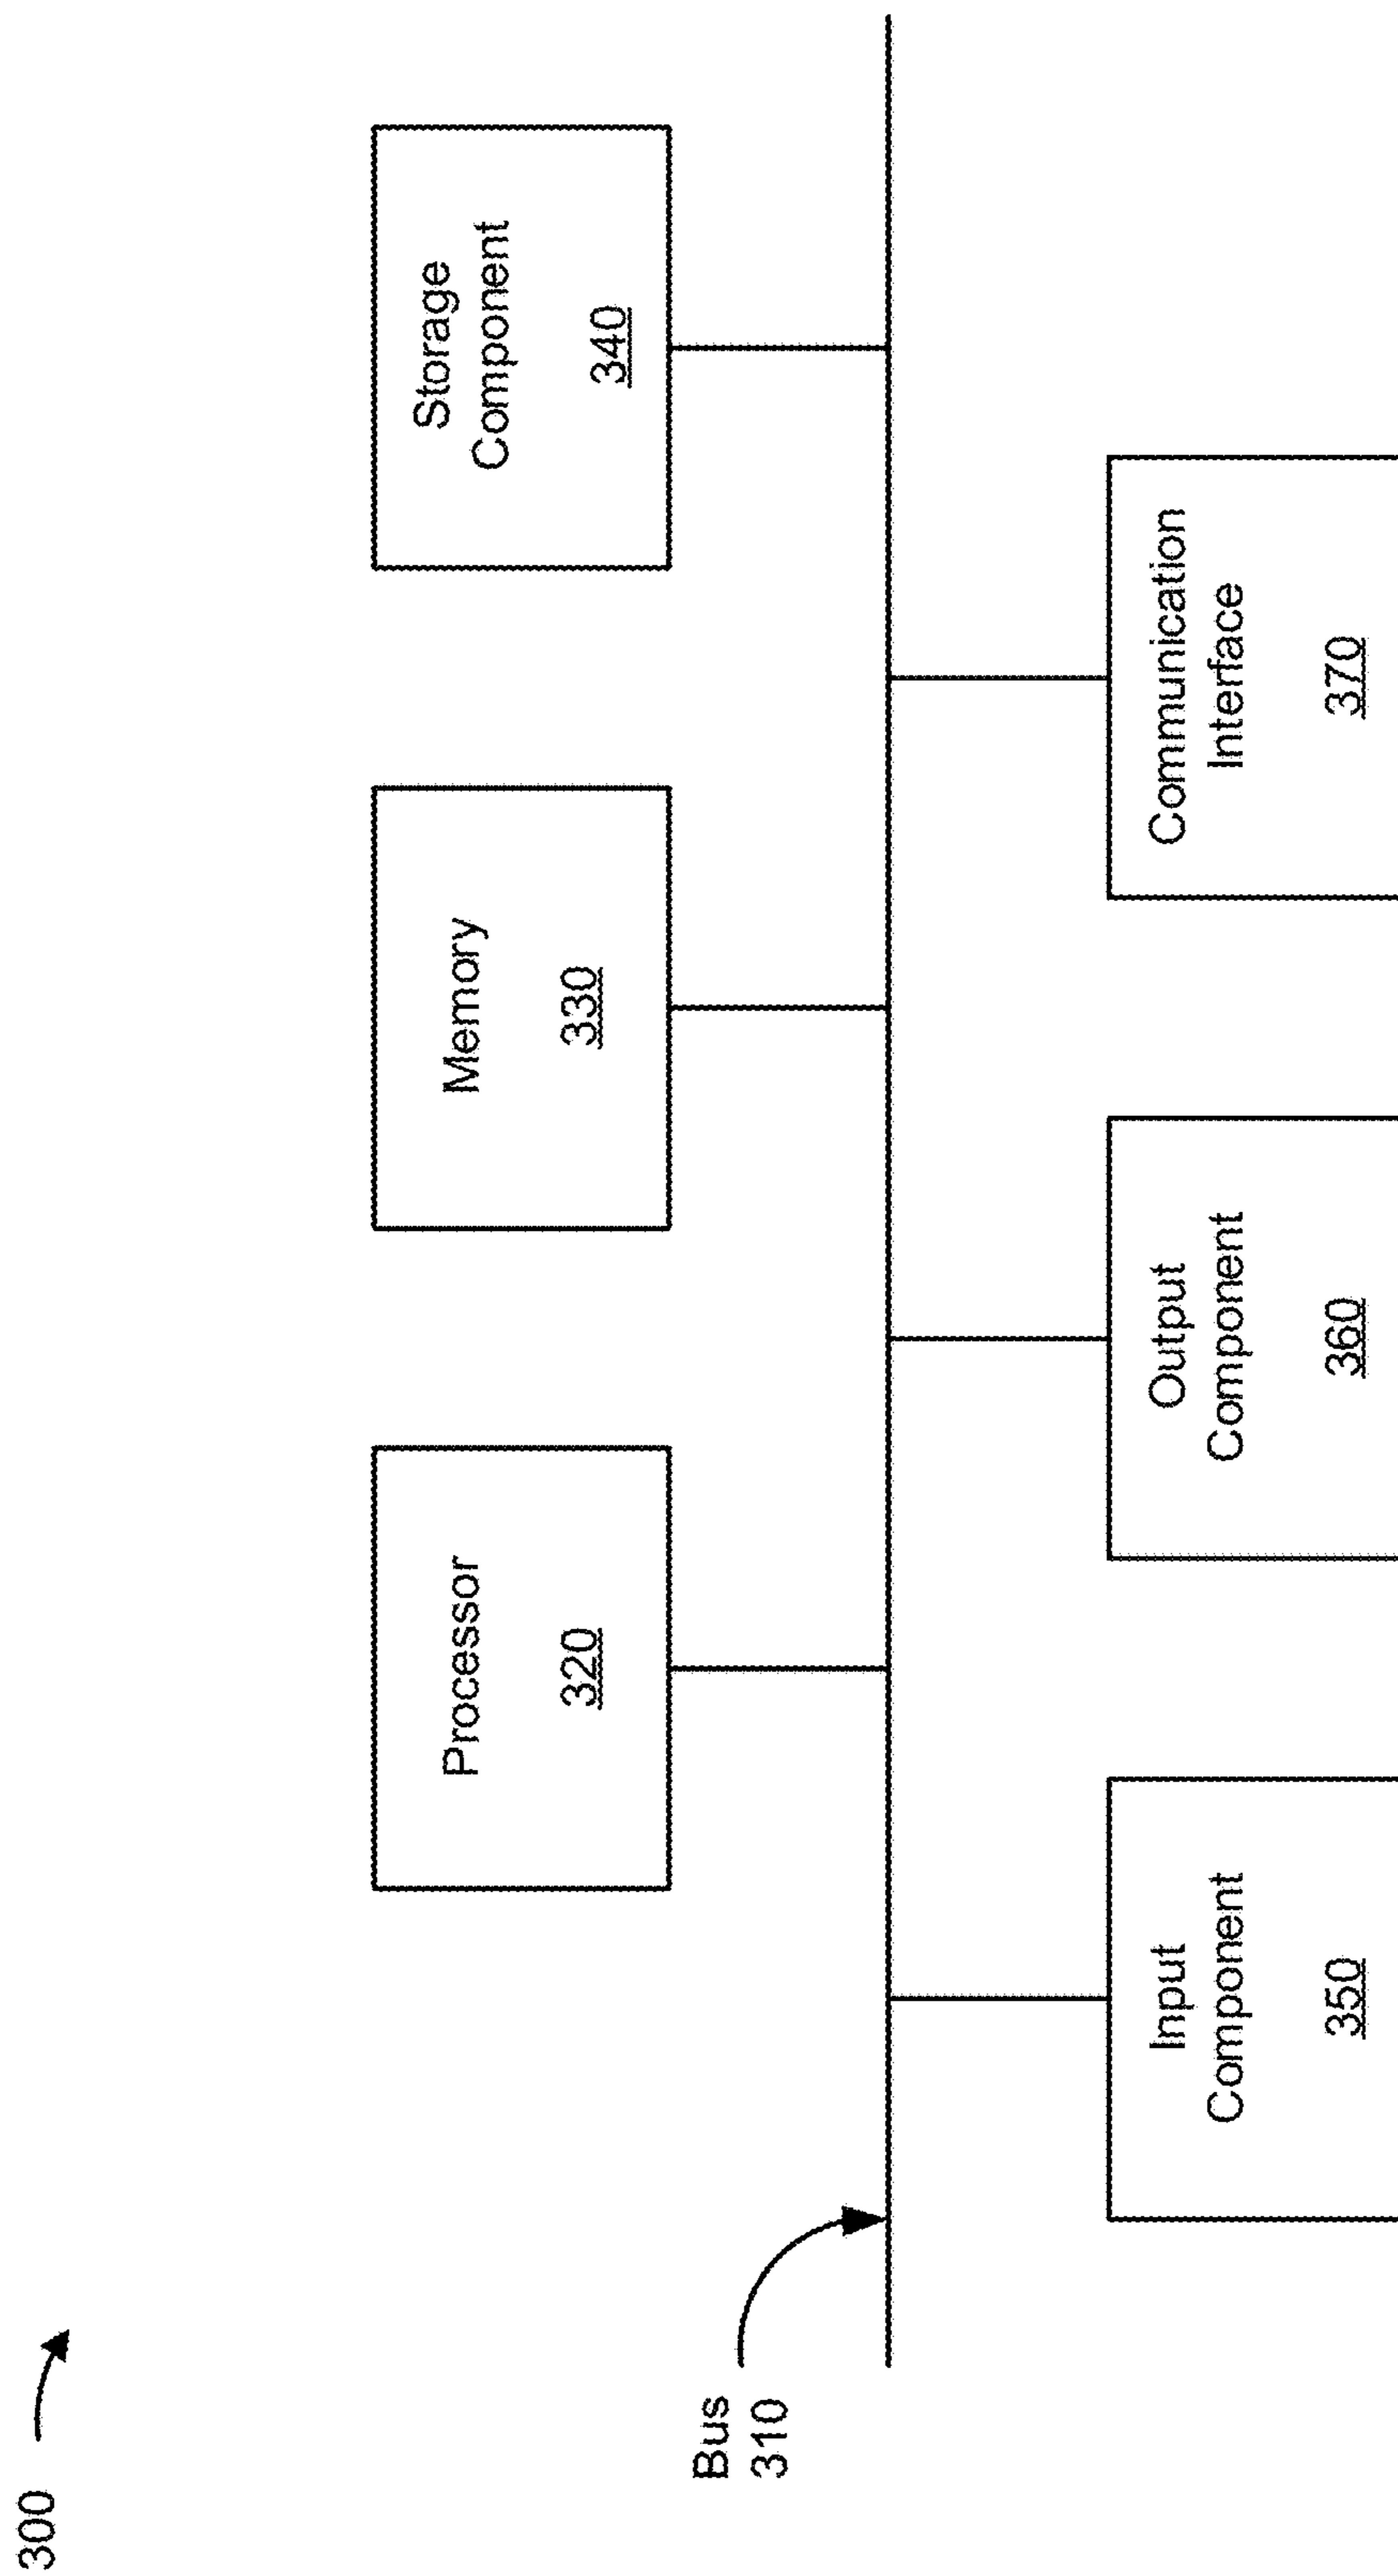 300
Processor
320
Memory
330
Storage
Component
340
Bus
310
Input
Component
350
Output
Component
360
Communication
Interface
370